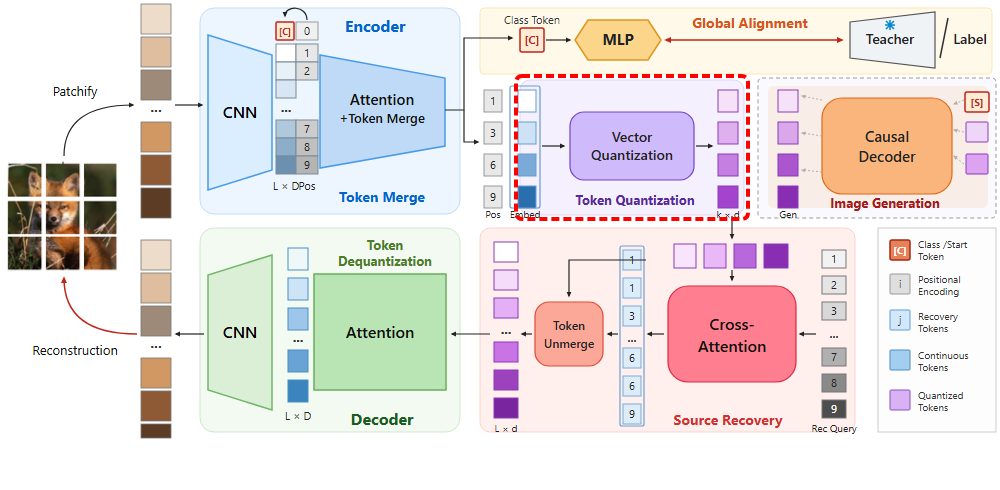 Patchify
Reconstruction
...
...
Encoder
[C]
0
1
2
...
7
8
9
CNN
Attention
+Token Merge
L × D
Pos
Token Merge
Class Token
[C]
MLP
Global Alignment
Teacher
Label
1
3
6
9
Pos
Embed
Vector
Quantization
Token Quantization
k × d
Gen
Causal
Decoder
[S]
Image Generation
CNN
L × D
Token
Dequantization
Attention
Decoder
...
L × d
Token
Unmerge
1
1
3
...
6
6
9
Cross-
Attention
Source Recovery
1
2
3
...
7
8
9
Rec Query
[C]
Class /Start
Token
i
Positional
Encoding
j
Recovery
Tokens
Continuous
Tokens
Quantized
Tokens